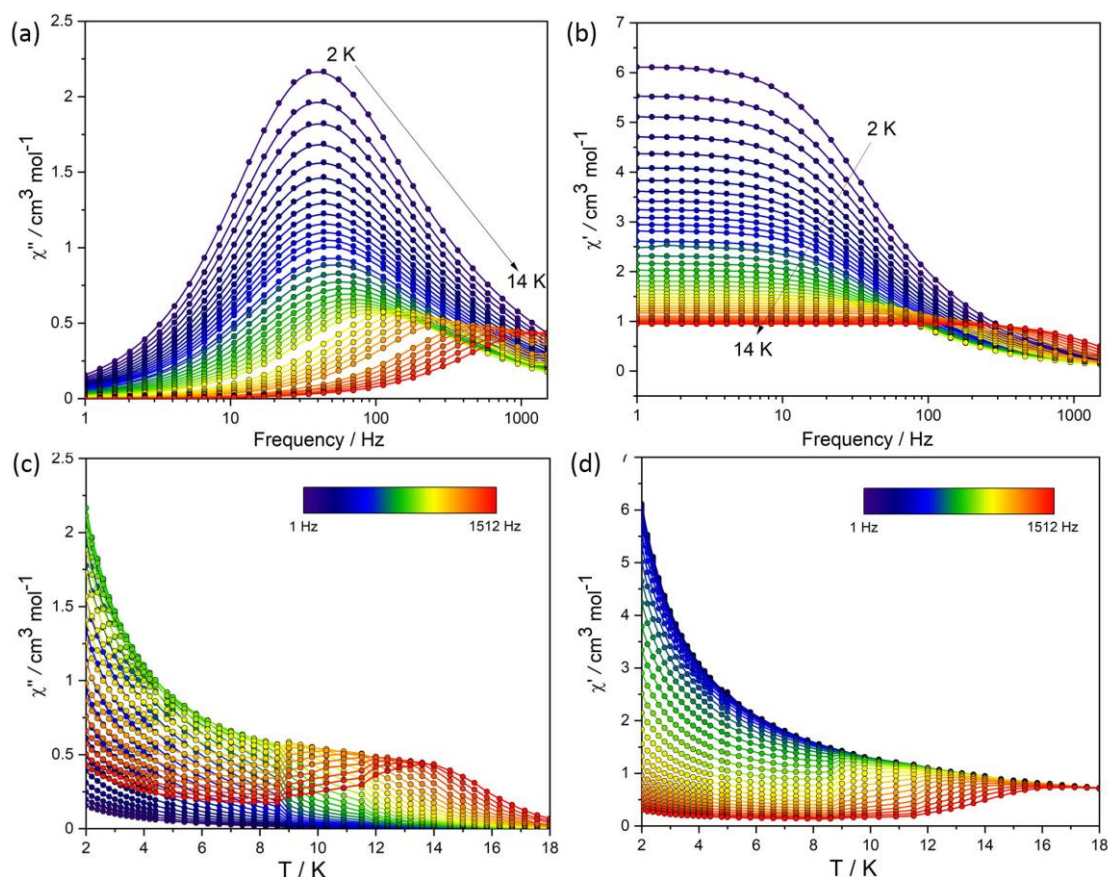 (a)
2.5
2
1.5
1
0.5
0
χ'' / cm³ mol⁻¹
2 K
14 K
1
10
100
1000
Frequency / Hz
(b)
7
6
5
4
3
2
1
0
χ' / cm³ mol⁻¹
2 K
14 K
1
10
100
1000
Frequency / Hz
(c)
2.5
2
1.5
1
0.5
0
χ'' / cm³ mol⁻¹
1 Hz
1512 Hz
2
4
6
8
10
12
14
16
18
T / K
(d)
7
6
5
4
3
2
1
0
χ' / cm³ mol⁻¹
1 Hz
1512 Hz
2
4
6
8
10
12
14
16
18
T / K